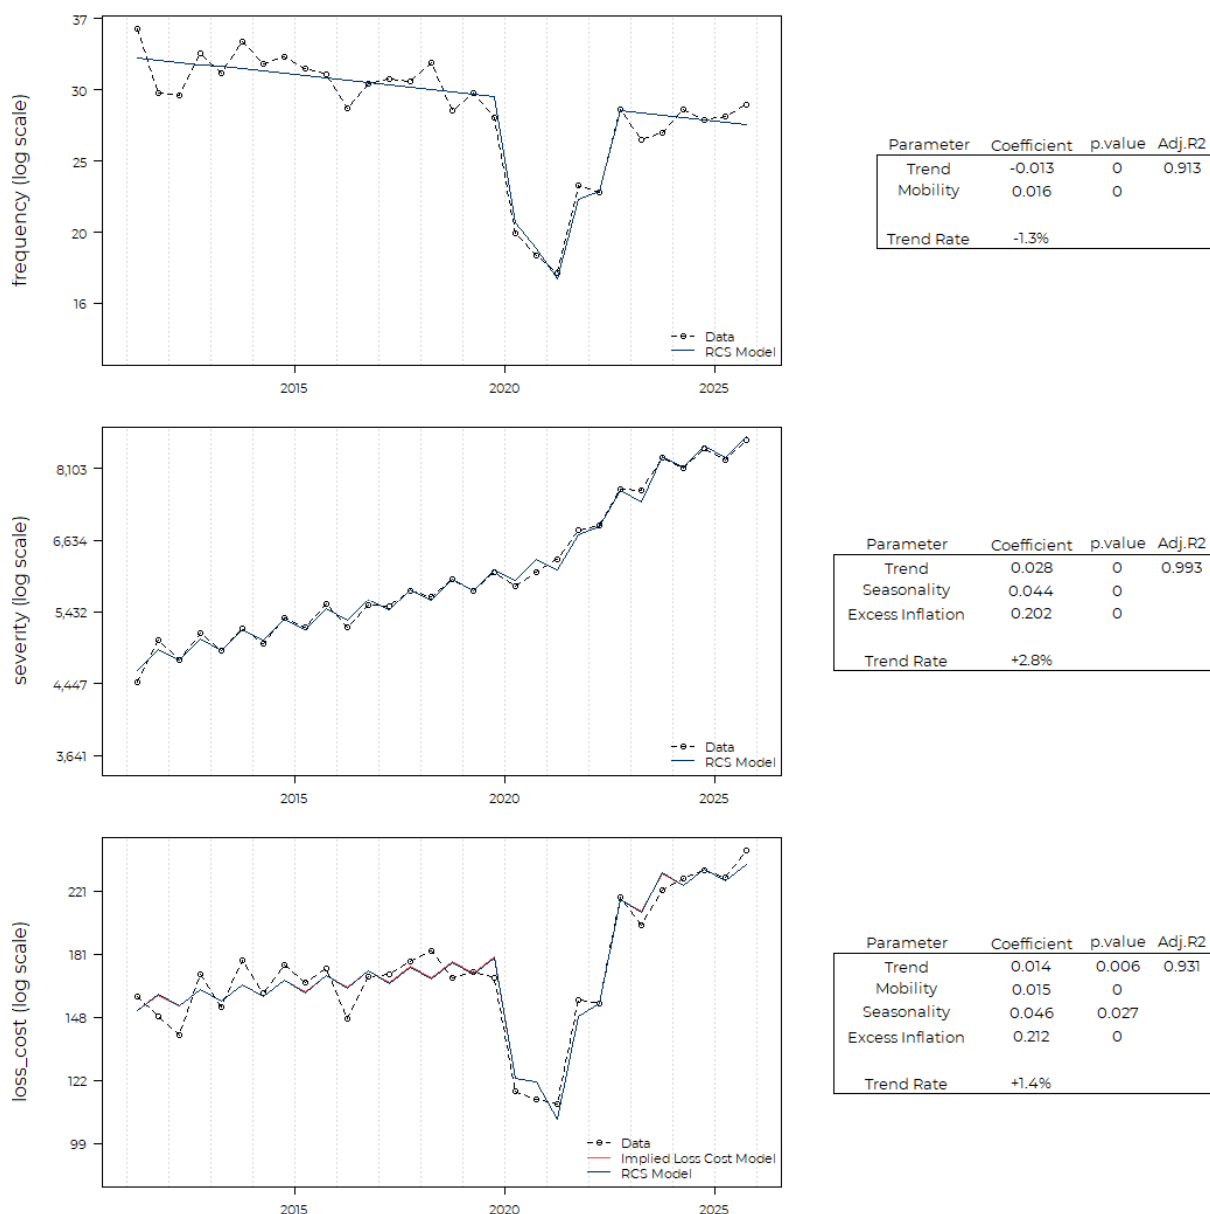 frequency (log scale)
37
30
25
20
16
Data
RCS Model
2015 2020 2025
Parameter Coefficient p.value Adj.R2
Trend -0.013 0 0.913
Mobility 0.016 0
Trend Rate -1.3%
severity (log scale)
8,103
6,634
5,432
4,447
3,641
Data
RCS Model
2015 2020 2025
Parameter Coefficient p.value Adj.R2
Trend 0.028 0 0.993
Seasonality 0.044 0
Excess Inflation 0.202 0
Trend Rate +2.8%
loss_cost (log scale)
221
181
148
122
99
Data
Implied Loss Cost Model
RCS Model
2015 2020 2025
Parameter Coefficient p.value Adj.R2
Trend 0.014 0.006 0.931
Mobility 0.015 0
Seasonality 0.046 0.027
Excess Inflation 0.212 0
Trend Rate +1.4%